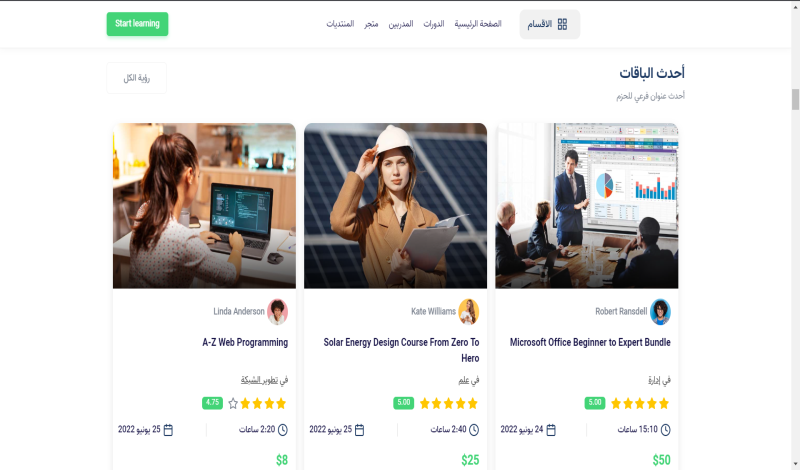 الاقسام
الصفحة الرئيسية
الدورات
المدربين
متجر
المنتديات
Start learning
أحدث الباقات
أحدث عنوان فرعي للحزم
رؤية الكل
Robert Ransdell
Microsoft Office Beginner to Expert Bundle
في إدارة
5.00
15:10 ساعات
24 يونيو 2022
$50
Kate Williams
Solar Energy Design Course From Zero To
Hero
في علم
5.00
2:40 ساعات
25 يونيو 2022
$25
Linda Anderson
A-Z Web Programming
في تطوير الشبكة
4.75
2:20 ساعات
25 يونيو 2022
$8